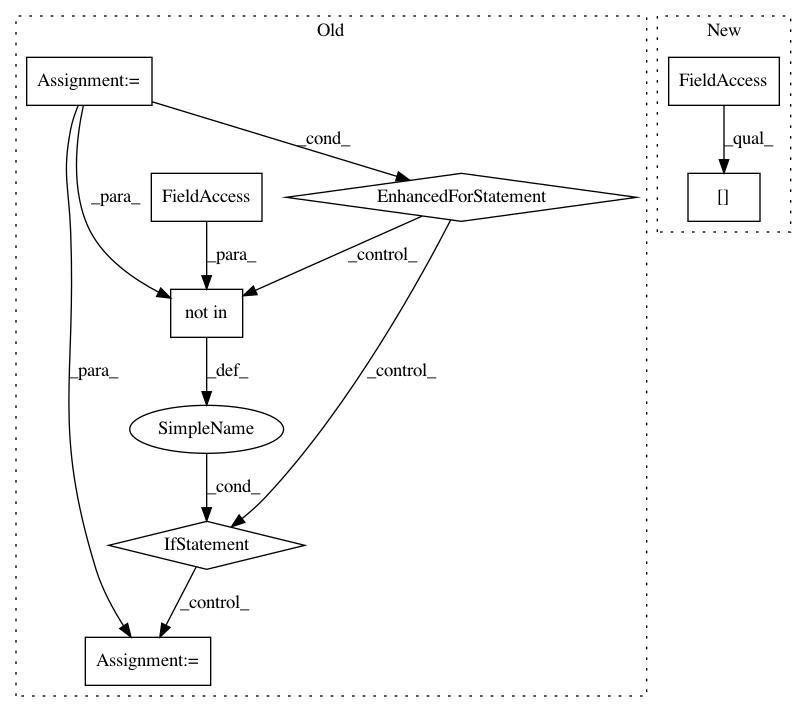 Old
New
Assignment:=
FieldAccess
_cond_
_qual_
FieldAccess
EnhancedForStatement
[]
_para_
_para_
_control_
not in
_para_
_def_
_control_
SimpleName
_cond_
IfStatement
_control_
Assignment:=